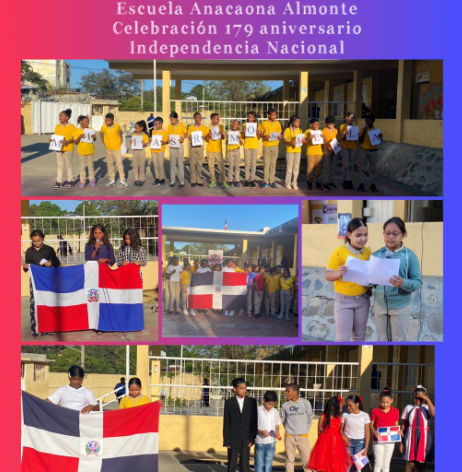 Escuela Anacaona Almonte
Celebración 179 aniversario
Independencia Nacional